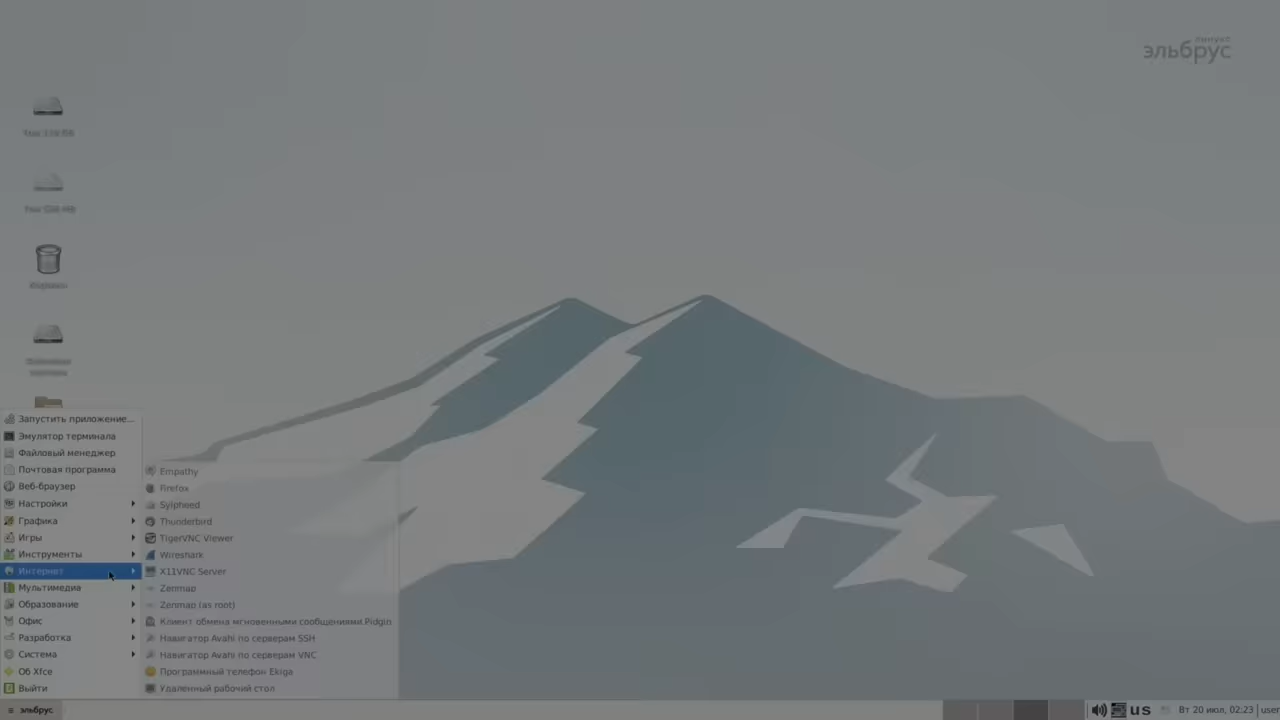 линукс
эльбрус
Корзина
Запустить приложение...
Эмулятор терминала
Файловый менеджер
Почтовая программа
Веб-браузер
Настройки
Графика
Игры
Инструменты
Интернет
Мультимедиа
Образование
Офис
Разработка
Система
Об Xfce
Выйти
Empathy
Firefox
Sylpheed
Thunderbird
TigerVNC Viewer
Wireshark
X11VNC Server
Zenmap
Zenmap (as root)
Клиент обмена мгновенными сообщениями Pidgin
Навигатор Avahi по серверам SSH
Навигатор Avahi по серверам VNC
Программный телефон Ekiga
Удаленный рабочий стол
эльбрус
us
Вт 20 июл, 02:23
user